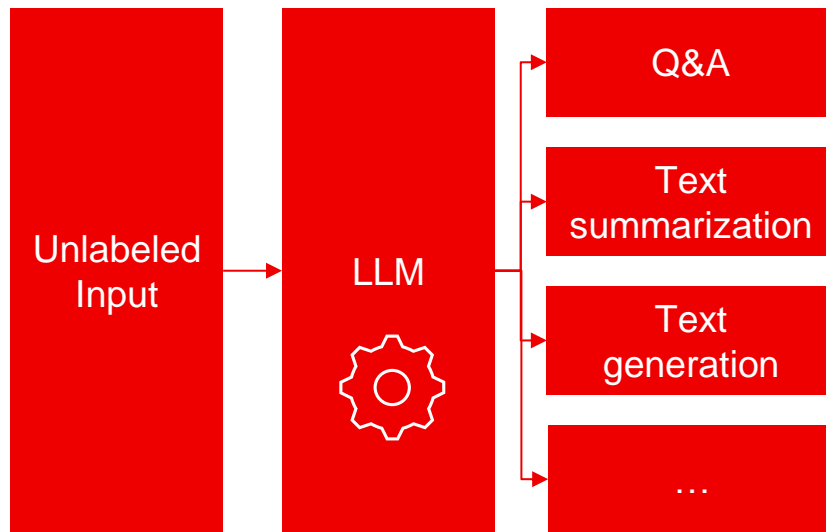 Unlabeled
Input
LLM
Q&A
Text
summarization
Text
generation
…